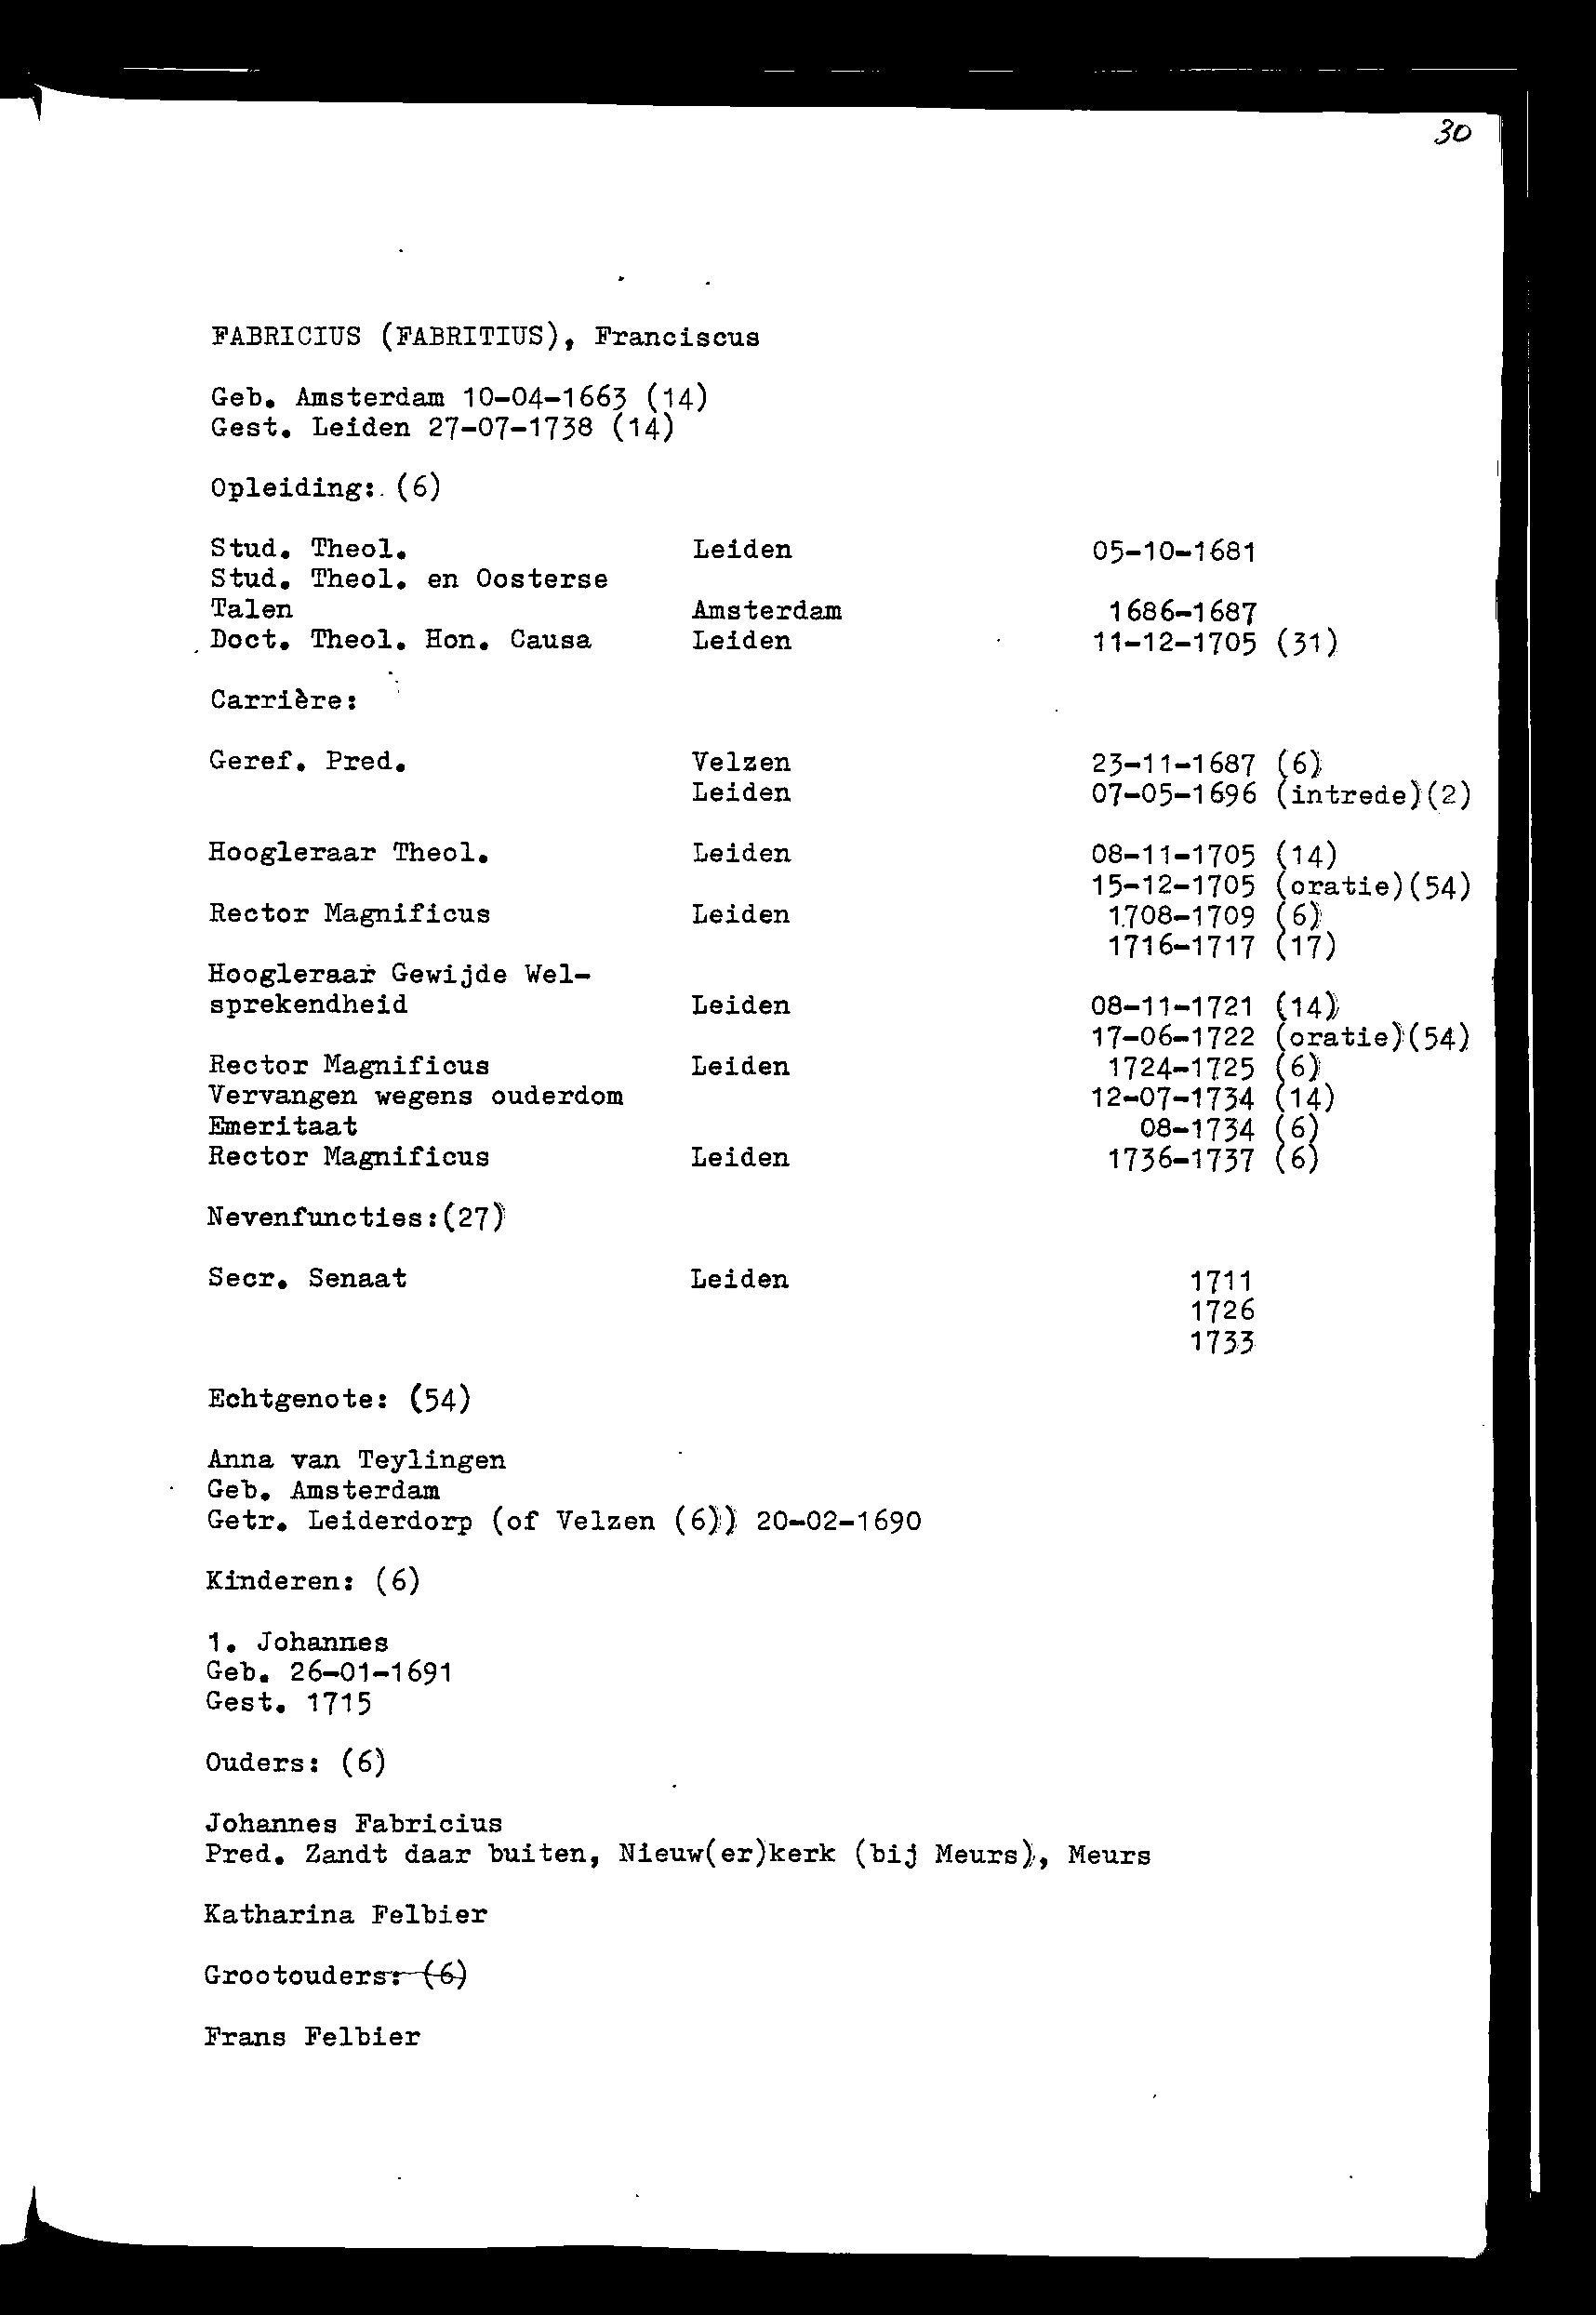 30
FABRICIUS (FABRITIUS), Franciscus
Geb. Amsterdam 10-04-1663 (14)
Gest. Leiden 27-07-1738 (14)
Opleiding: (6)
Stud. Theol. Leiden 05-10-1681
Stud. Theol. en Oosterse
Talen Amsterdam 1686-1687
Doct. Theol. Hon. Causa Leiden 11-12-1705 (31)
Carrière:
Geref. Pred. Velzen 23-11-1687 (6)
Leiden 07-05-1696 (intrede)(2)
Hoogleraar Theol. Leiden 08-11-1705 (14)
15-12-1705 (oratie)(54)
Rector Magnificus Leiden 1708-1709 (6)
1716-1717 (17)
Hoogleraar Gewijde Wel-
sprekendheid Leiden 08-11-1721 (14)
17-06-1722 (oratie)(54)
Rector Magnificus Leiden 1724-1725 (6)
Vervangen wegens ouderdom 12-07-1734 (14)
Emeritaat 08-1734 (6)
Rector Magnificus Leiden 1736-1737 (6)
Nevenfuncties:(27)
Secr. Senaat Leiden 1711
1726
1733
Echtgenote: (54)
Anna van Teylingen
Geb. Amsterdam
Getr. Leiderdorp (of Velzen (6)) 20-02-1690
Kinderen: (6)
1. Johannes
Geb. 26-01-1691
Gest. 1715
Ouders: (6)
Johannes Fabricius
Pred. Zandt daar buiten, Nieuw(er)kerk (bij Meurs), Meurs
Katharina Felbier
Grootouders: (6)
Frans Felbier